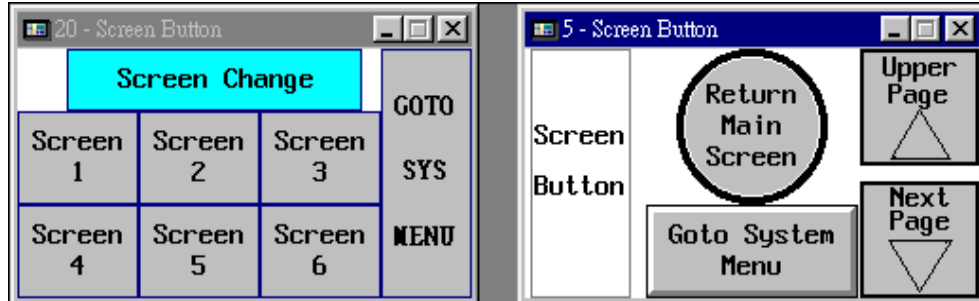 20 - Screen Button
Screen Change
GOTO
SYS
MENU
Screen
1
Screen
2
Screen
3
Screen
4
Screen
5
Screen
6
5 - Screen Button
Screen
Button
Return
Main
Screen
Goto System
Menu
Upper
Page
Next
Page